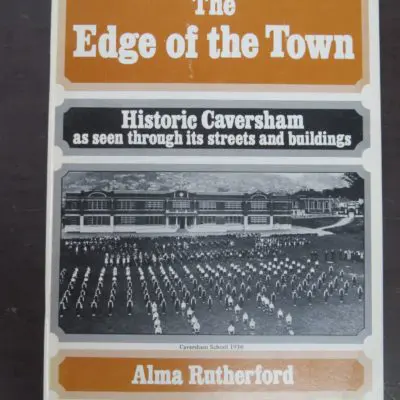 The
Edge of the Town
Historic Caversham
as seen through its streets and buildings
Caversham School 1930
Alma Rutherford